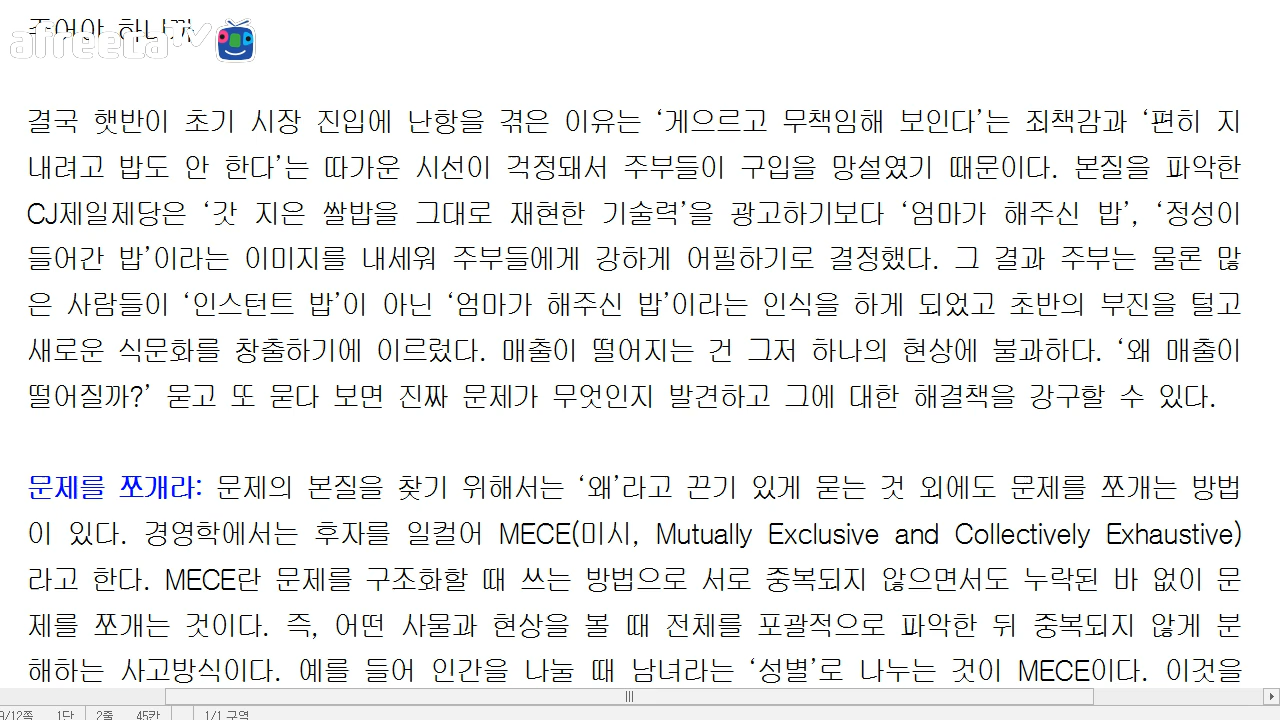 주어야 하나까
afreecaTV
결국 햇반이 초기 시장 진입에 난항을 겪은 이유는 ‘게으르고 무책임해 보인다’는 죄책감과 ‘편히 지
내려고 밥도 안 한다’는 따가운 시선이 걱정돼서 주부들이 구입을 망설였기 때문이다. 본질을 파악한
CJ제일제당은 ‘갓 지은 쌀밥을 그대로 재현한 기술력’을 광고하기보다 ‘엄마가 해주신 밥’, ‘정성이
들어간 밥’이라는 이미지를 내세워 주부들에게 강하게 어필하기로 결정했다. 그 결과 주부는 물론 많
은 사람들이 ‘인스턴트 밥’이 아닌 ‘엄마가 해주신 밥’이라는 인식을 하게 되었고 초반의 부진을 털고
새로운 식문화를 창출하기에 이르렀다. 매출이 떨어지는 건 그저 하나의 현상에 불과하다. ‘왜 매출이
떨어질까?’ 묻고 또 묻다 보면 진짜 문제가 무엇인지 발견하고 그에 대한 해결책을 강구할 수 있다.
문제를 쪼개라: 문제의 본질을 찾기 위해서는 ‘왜’라고 끈기 있게 묻는 것 외에도 문제를 쪼개는 방법
이 있다. 경영학에서는 후자를 일컬어 MECE(미시, Mutually Exclusive and Collectively Exhaustive)
라고 한다. MECE란 문제를 구조화할 때 쓰는 방법으로 서로 중복되지 않으면서도 누락된 바 없이 문
제를 쪼개는 것이다. 즉, 어떤 사물과 현상을 볼 때 전체를 포괄적으로 파악한 뒤 중복되지 않게 분
해하는 사고방식이다. 예를 들어 인간을 나눌 때 남녀라는 ‘성별’로 나누는 것이 MECE이다. 이것을
9/12쪽 1단 2줄 45칸 1/1 구역